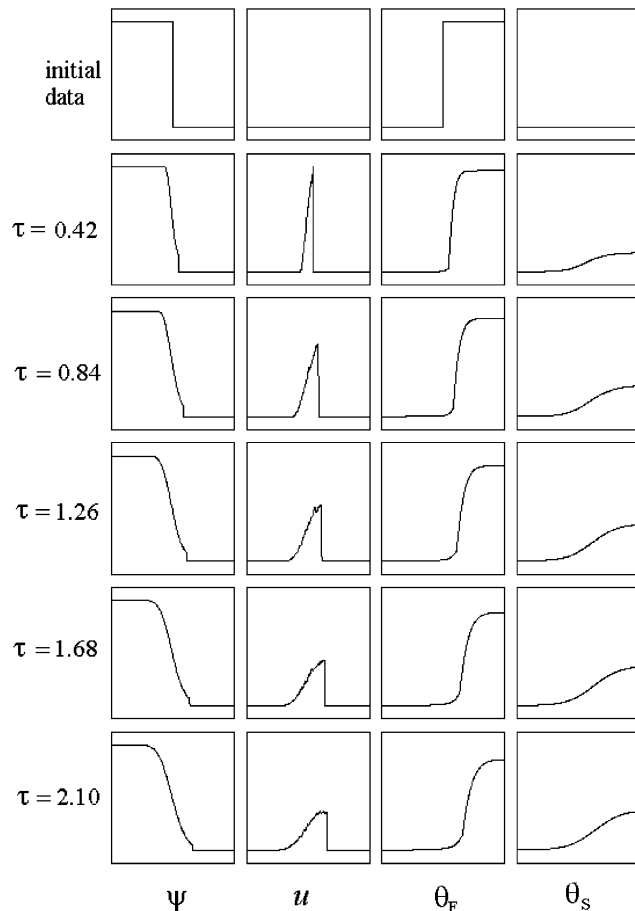 initial
data
τ = 0.42
τ = 0.84
τ = 1.26
τ = 1.68
τ = 2.10
Ψ u θF θS